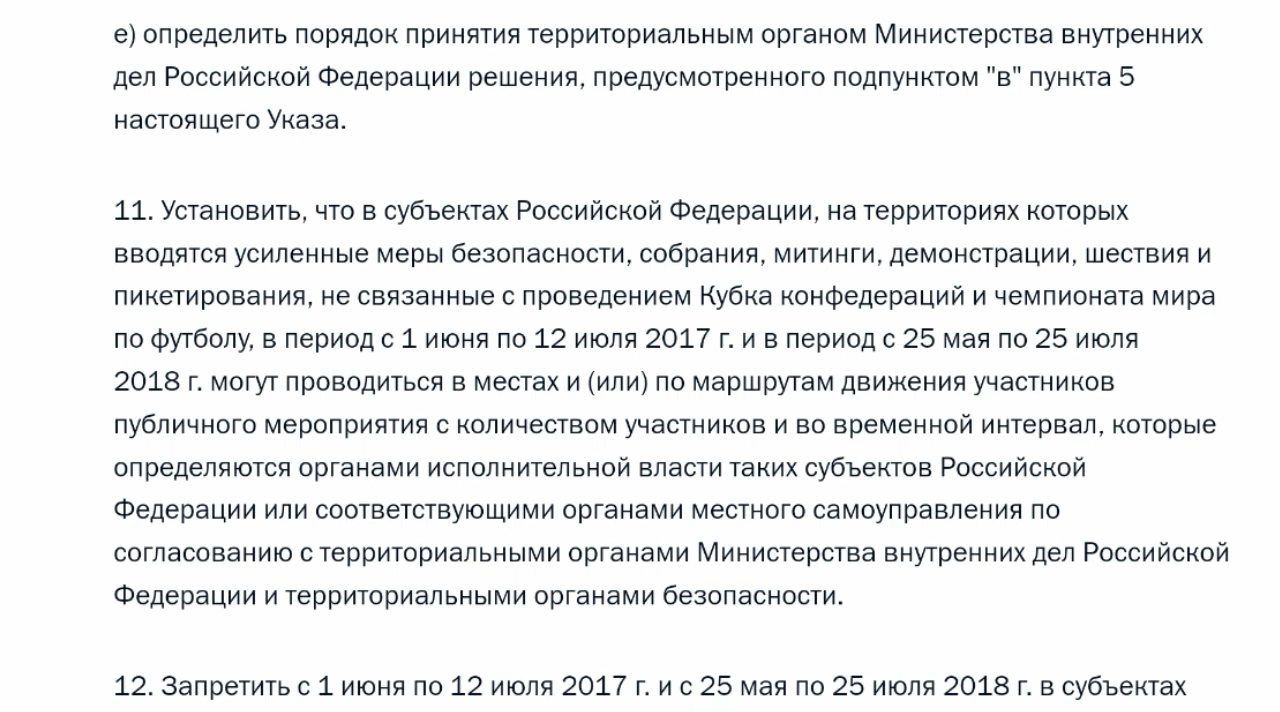 е) определить порядок принятия территориальным органом Министерства внутренних
дел Российской Федерации решения, предусмотренного подпунктом "в" пункта 5
настоящего Указа.
11. Установить, что в субъектах Российской Федерации, на территориях которых
вводятся усиленные меры безопасности, собрания, митинги, демонстрации, шествия и
пикетирования, не связанные с проведением Кубка конфедераций и чемпионата мира
по футболу, в период с 1 июня по 12 июля 2017 г. и в период с 25 мая по 25 июля
2018 г. могут проводиться в местах и (или) по маршрутам движения участников
публичного мероприятия с количеством участников и во временной интервал, которые
определяются органами исполнительной власти таких субъектов Российской
Федерации или соответствующими органами местного самоуправления по
согласованию с территориальными органами Министерства внутренних дел Российской
Федерации и территориальными органами безопасности.
12. Запретить с 1 июня по 12 июля 2017 г. и с 25 мая по 25 июля 2018 г. в субъектах